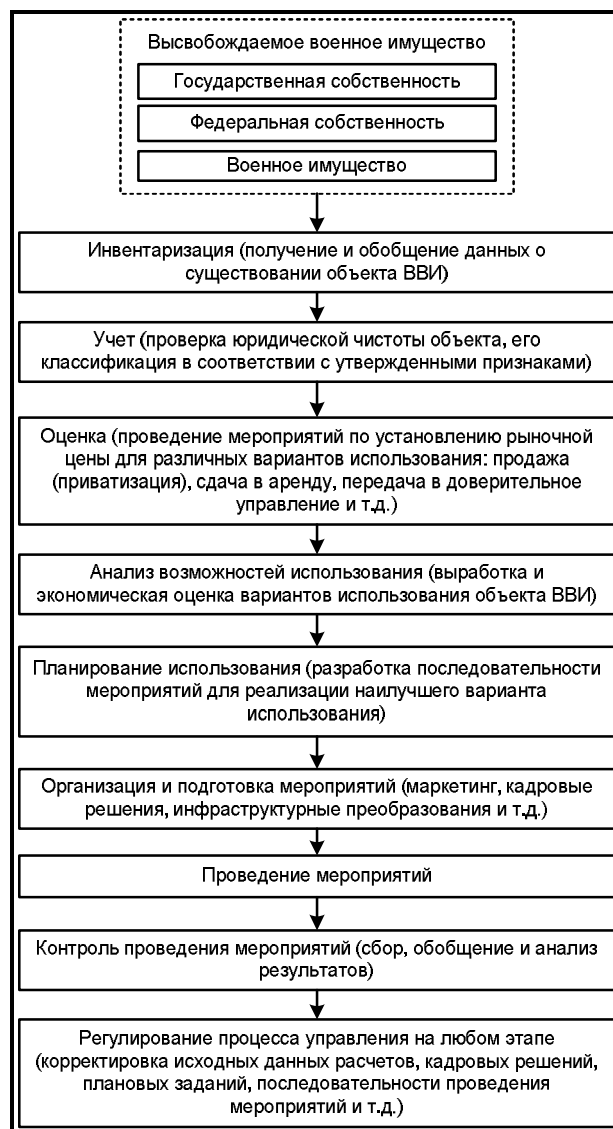 Высвобождаемое военное имущество
Государственная собственность
Федеральная собственность
Военное имущество
Инвентаризация (получение и обобщение данных о
существовании объекта ВВИ)
Учет (проверка юридической чистоты объекта, его
классификация в соответствии с утвержденными признаками)
Оценка (проведение мероприятий по установлению рыночной
цены для различных вариантов использования: продажа
(приватизация), сдача в аренду, передача в доверительное
управление и т.д.)
Анализ возможностей использования (выработка и
экономическая оценка вариантов использования объекта ВВИ)
Планирование использования (разработка последовательности
мероприятий для реализации наилучшего варианта
использования)
Организация и подготовка мероприятий (маркетинг, кадровые
решения, инфраструктурные преобразования и т.д.)
Проведение мероприятий
Контроль проведения мероприятий (сбор, обобщение и анализ
результатов)
Регулирование процесса управления на любом этапе
(корректировка исходных данных расчетов, кадровых решений,
плановых заданий, последовательности проведения
мероприятий и т.д.)